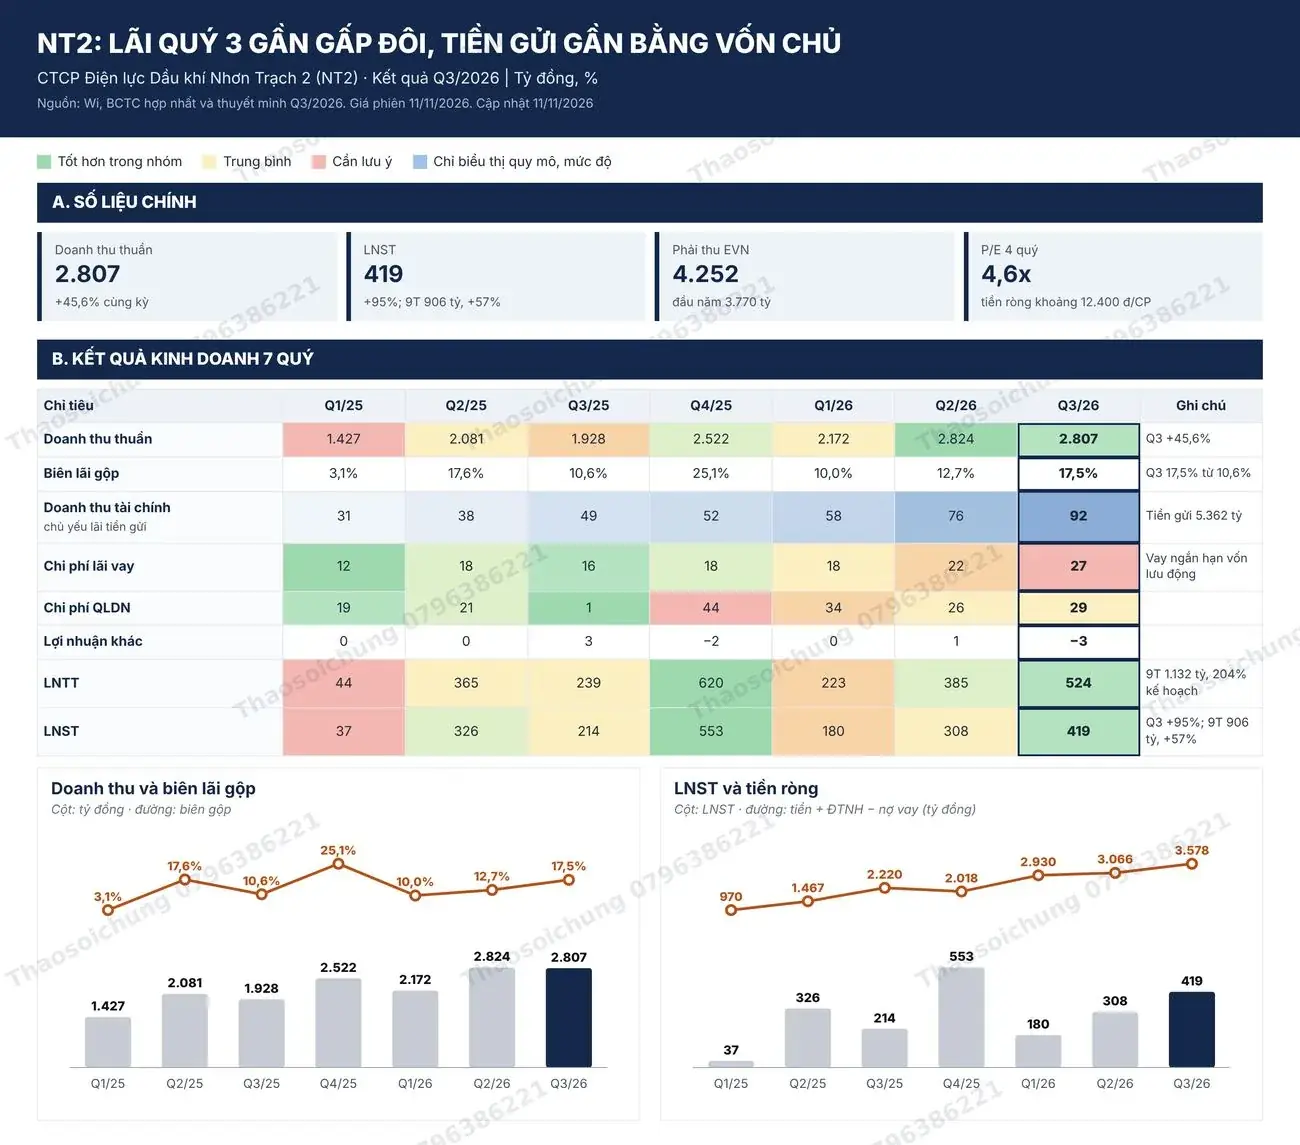 NT2: LÃI QUÝ 3 GẦN GẤP ĐÔI, TIỀN GỬI GẦN BẰNG VỐN CHỦ
CTCP Điện lực Dầu khí Nhơn Trạch 2 (NT2) · Kết quả Q3/2026 | Tỷ đồng, %
Nguồn: Wi, BCTC hợp nhất và thuyết minh Q3/2026. Giá phiên 11/11/2026. Cập nhật 11/11/2026
Tốt hơn trong nhóm Trung bình Cần lưu ý Chỉ biểu thị quy mô, mức độ
A. SỐ LIỆU CHÍNH
Doanh thu thuần LNST Phải thu EVN P/E 4 quý
2.807 419 4.252 4,6x
+45,6% cùng kỳ +95%; 9T 906 tỷ, +57% đầu năm 3.770 tỷ tiền ròng khoảng 12.400 đ/CP
B. KẾT QUẢ KINH DOANH 7 QUÝ
Chỉ tiêu Q1/25 Q2/25 Q3/25 Q4/25 Q1/26 Q2/26 Q3/26 Ghi chú
Doanh thu thuần 1.427 2.081 1.928 2.522 2.172 2.824 2.807 Q3 +45,6%
Biên lãi gộp 3,1% 17,6% 10,6% 25,1% 10,0% 12,7% 17,5% Q3 17,5% từ 10,6%
Doanh thu tài chính
chủ yếu lãi tiền gửi
31 38 49 52 58 76 92 Tiền gửi 5.362 tỷ
Chi phí lãi vay 12 18 16 18 18 22 27 Vay ngắn hạn vốn
lưu động
Chi phí QLDN 19 21 1 44 34 26 29
Lợi nhuận khác 0 0 3 −2 0 1 −3
LNTT 44 365 239 620 223 385 524 9T 1.132 tỷ, 204%
kế hoạch
LNST 37 326 214 553 180 308 419 Q3 +95%; 9T 906
tỷ, +57%
Doanh thu và biên lãi gộp
Cột: tỷ đồng · đường: biên gộp
3,1% 17,6% 10,6% 25,1% 10,0% 12,7% 17,5%
1.427 2.081 1.928 2.522 2.172 2.824 2.807
Q1/25 Q2/25 Q3/25 Q4/25 Q1/26 Q2/26 Q3/26
LNST và tiền ròng
Cột: LNST · đường: tiền + ĐTNH − nợ vay (tỷ đồng)
970 1.467 2.220 2.018 2.930 3.066 3.578
37 326 214 553 180 308 419
Q1/25 Q2/25 Q3/25 Q4/25 Q1/26 Q2/26 Q3/26
Thaosoichung 0796386221